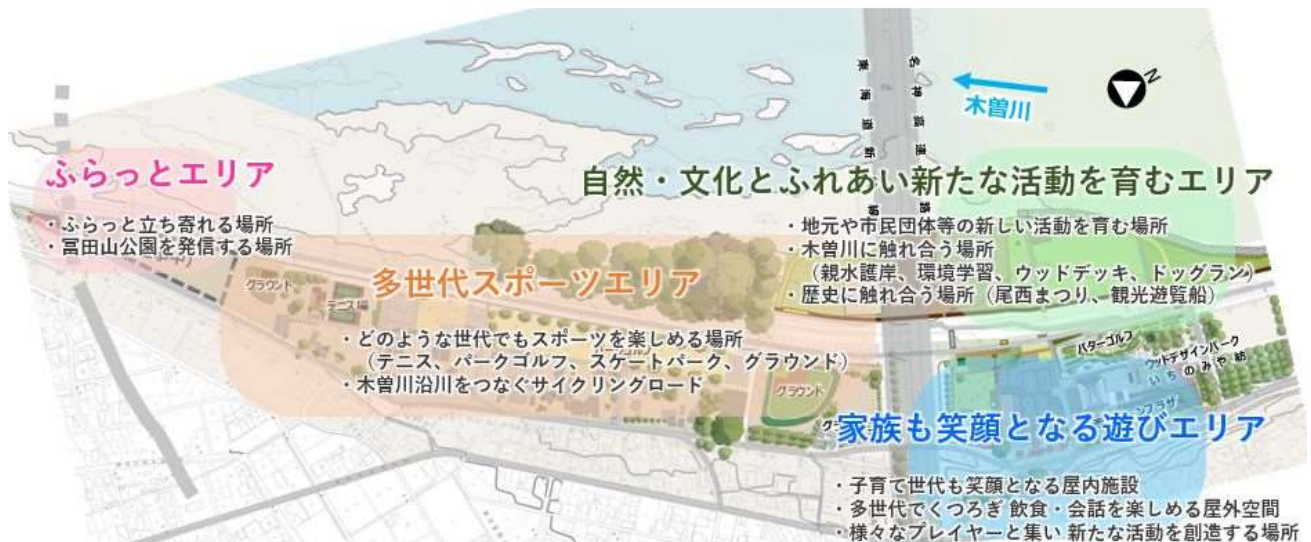 名神高速道路
東海道新幹線
木曽川
N
ふらっとエリア
・ふらっと立ち寄れる場所
・冨田山公園を発信する場所
自然・文化とふれあい新たな活動を育むエリア
・地元や市民団体等の新しい活動を育む場所
・木曽川に触れ合う場所
(親水護岸、環境学習、ウッドデッキ、ドッグラン)
・歴史に触れ合う場所(尾西まつり、観光遊覧船)
多世代スポーツエリア
グラウンド
テニス場
・どのような世代でもスポーツを楽しめる場所
(テニス、パークゴルフ、スケートパーク、グラウンド)
・木曽川沿川をつなぐサイクリングロード
グラウンド
パターゴルフ
ウッドデザインパーク
いちのみや紡
家族も笑顔となる遊びエリア
・子育て世代も笑顔となる屋内施設
・多世代でくつろぎ 飲食・会話を楽しめる屋外空間
・様々なプレイヤーと集い 新たな活動を創造する場所